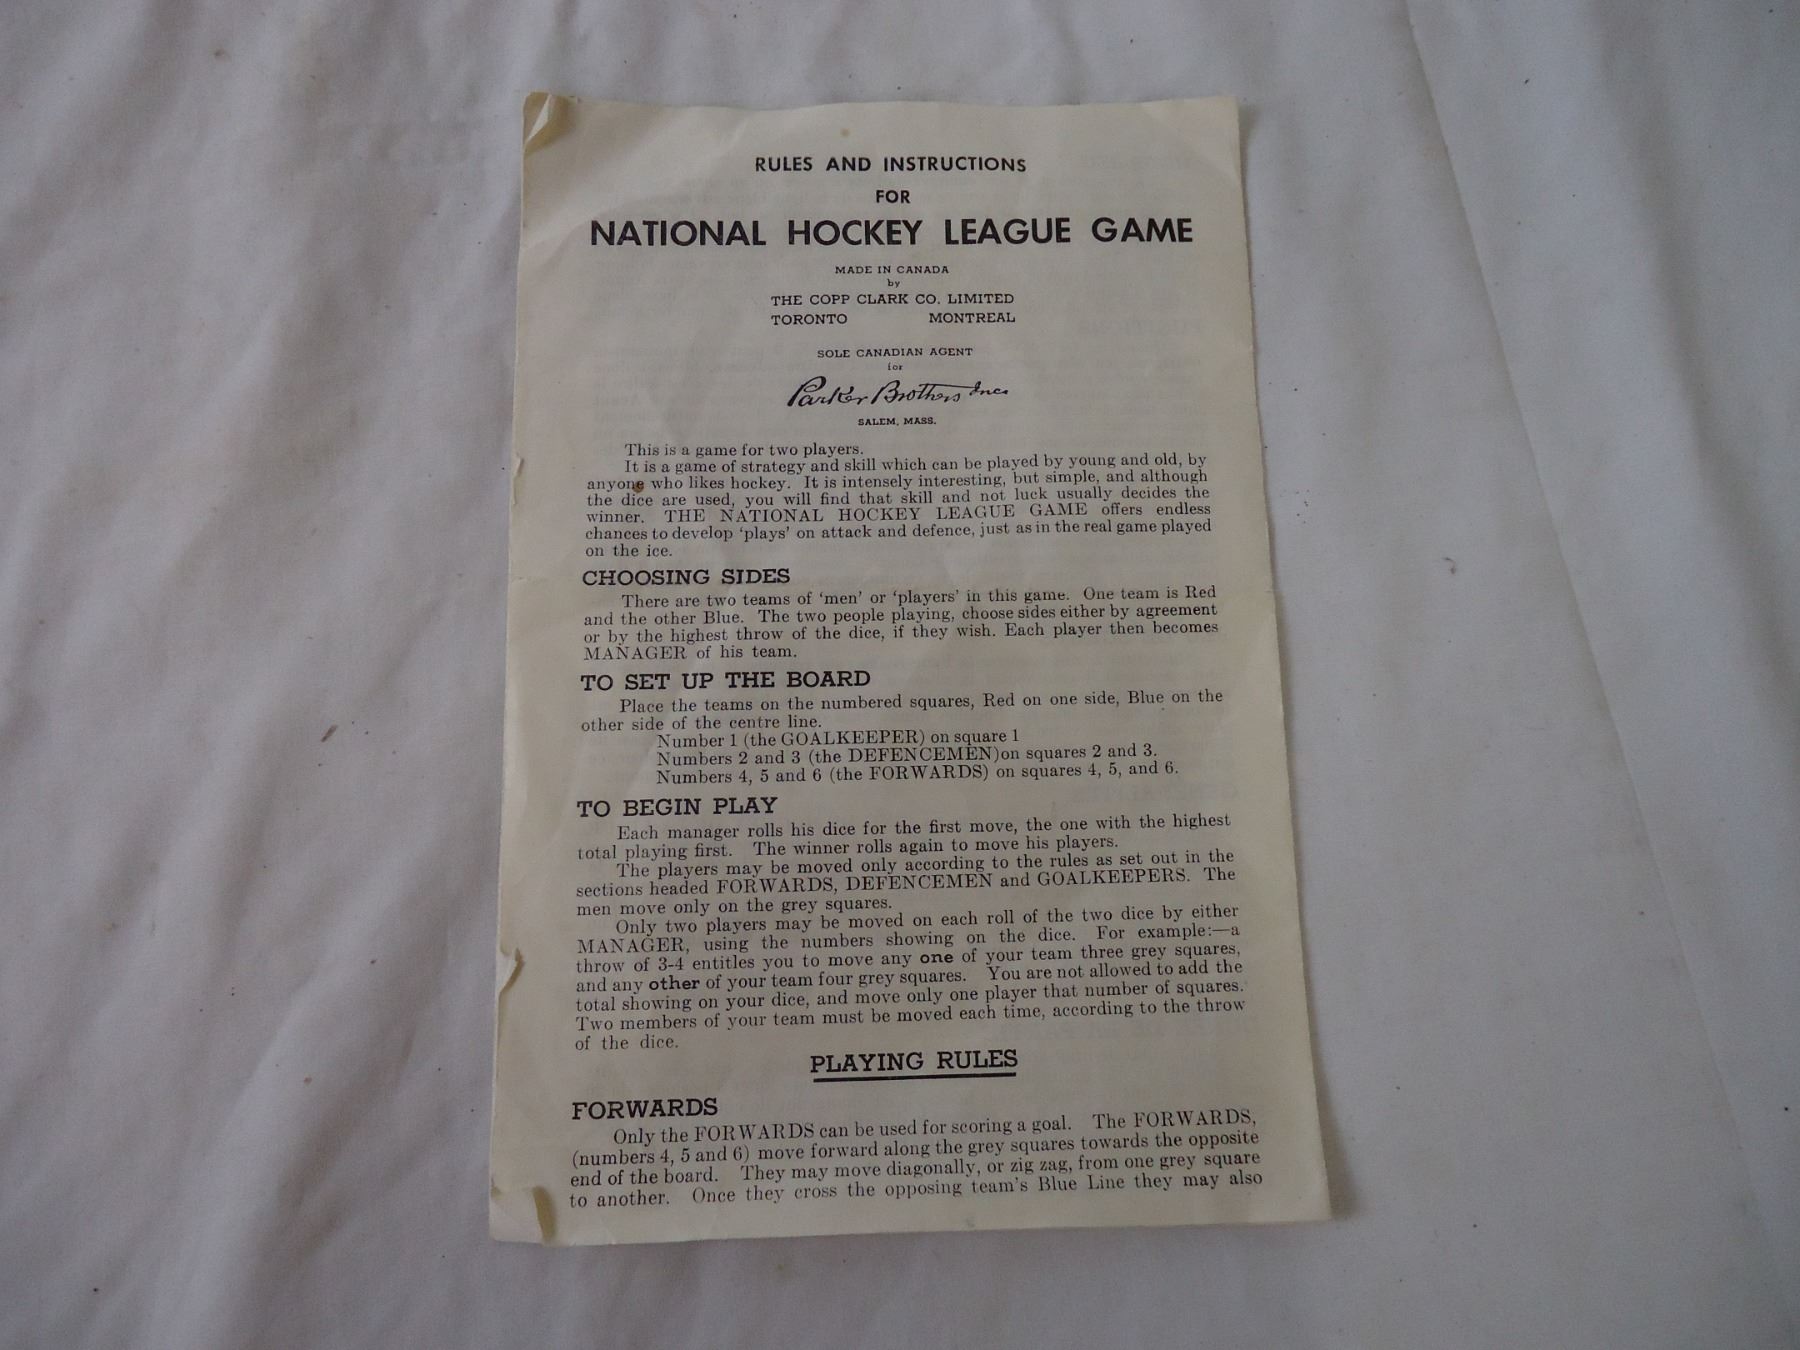 RULES AND INSTRUCTIONS
FOR
NATIONAL HOCKEY LEAGUE GAME
MADE IN CANADA
by
THE COPP CLARK CO. LIMITED
TORONTO MONTREAL
SOLE CANADIAN AGENT
for
Parker Brothers Inc.
SALEM, MASS.
This is a game for two players.
It is a game of strategy and skill which can be played by young and old, by
anyone who likes hockey. It is intensely interesting, but simple, and although
the dice are used, you will find that skill and not luck usually decides the
winner. THE NATIONAL HOCKEY LEAGUE GAME offers endless
chances to develop 'plays' on attack and defence, just as in the real game played
on the ice.
CHOOSING SIDES
There are two teams of 'men' or 'players' in this game. One team is Red
and the other Blue. The two people playing, choose sides either by agreement
or by the highest throw of the dice, if they wish. Each player then becomes
MANAGER of his team.
TO SET UP THE BOARD
Place the teams on the numbered squares, Red on one side, Blue on the
other side of the centre line.
Number 1 (the GOALKEEPER) on square 1
Numbers 2 and 3 (the DEFENCEMEN)on squares 2 and 3.
Numbers 4, 5 and 6 (the FORWARDS) on squares 4, 5, and 6.
TO BEGIN PLAY
Each manager rolls his dice for the first move, the one with the highest
total playing first. The winner rolls again to move his players.
The players may be moved only according to the rules as set out in the
sections headed FORWARDS, DEFENCEMEN and GOALKEEPERS. The
men move only on the grey squares.
Only two players may be moved on each roll of the two dice by either
MANAGER, using the numbers showing on the dice. For example:—a
throw of 3-4 entitles you to move any one of your team three grey squares,
and any other of your team four grey squares. You are not allowed to add the
total showing on your dice, and move only one player that number of squares.
Two members of your team must be moved each time, according to the throw
of the dice.
PLAYING RULES
FORWARDS
Only the FORWARDS can be used for scoring a goal. The FORWARDS,
(numbers 4, 5 and 6) move forward along the grey squares towards the opposite
end of the board. They may move diagonally, or zig zag, from one grey square
to another. Once they cross the opposing team's Blue Line they may also